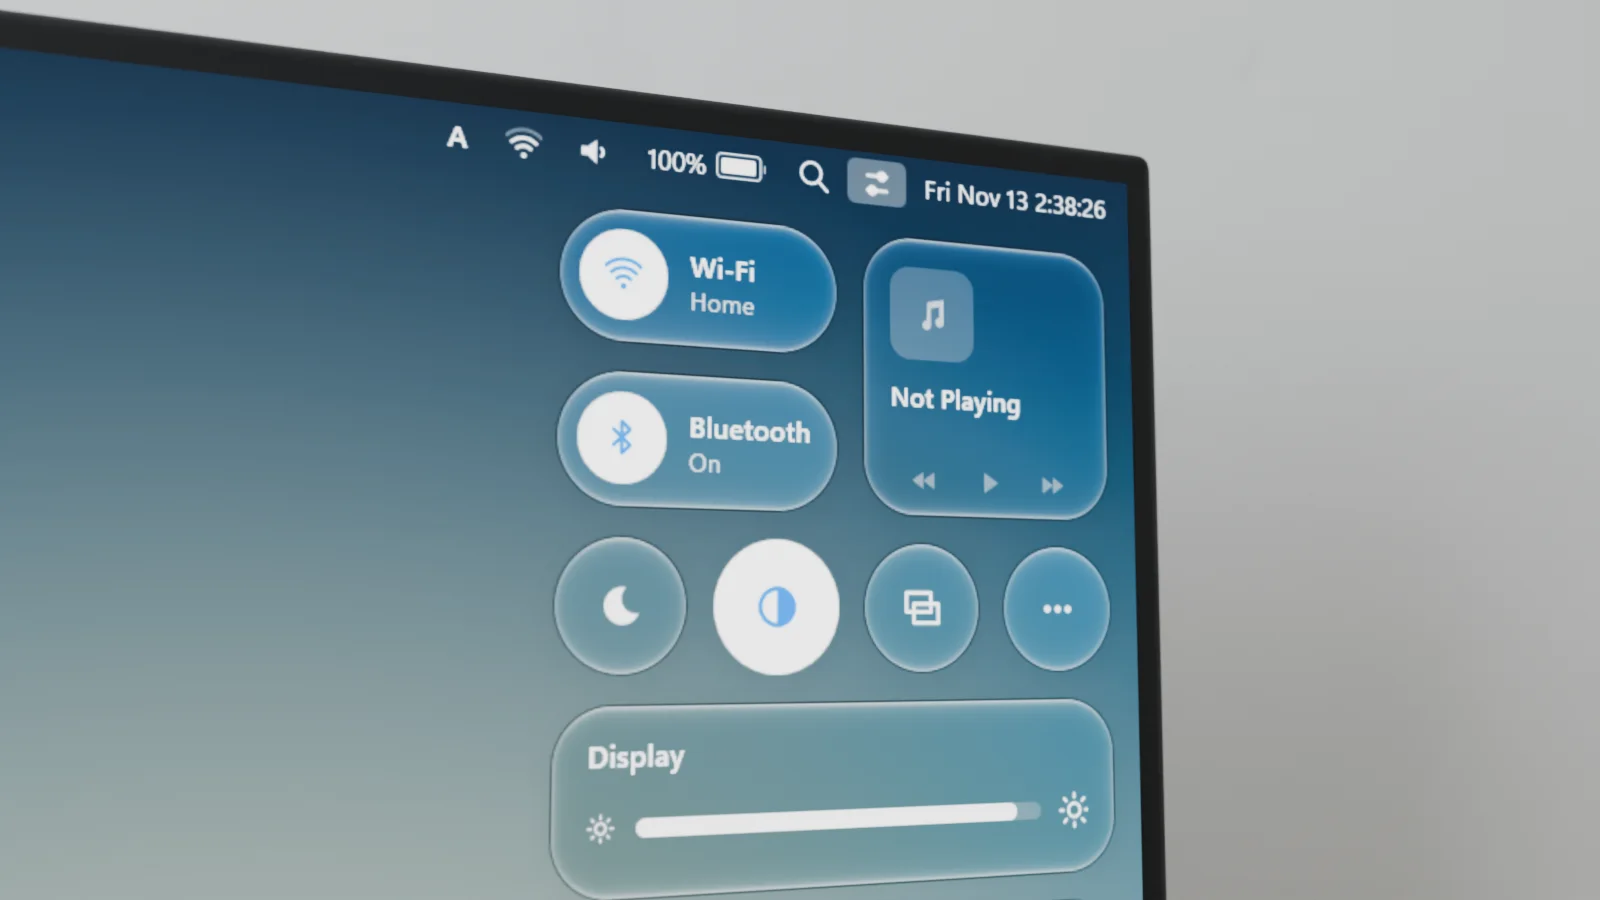 A
100%
Fri Nov 13 2:38:26
Wi-Fi
Home
Not Playing
Bluetooth
On
Display